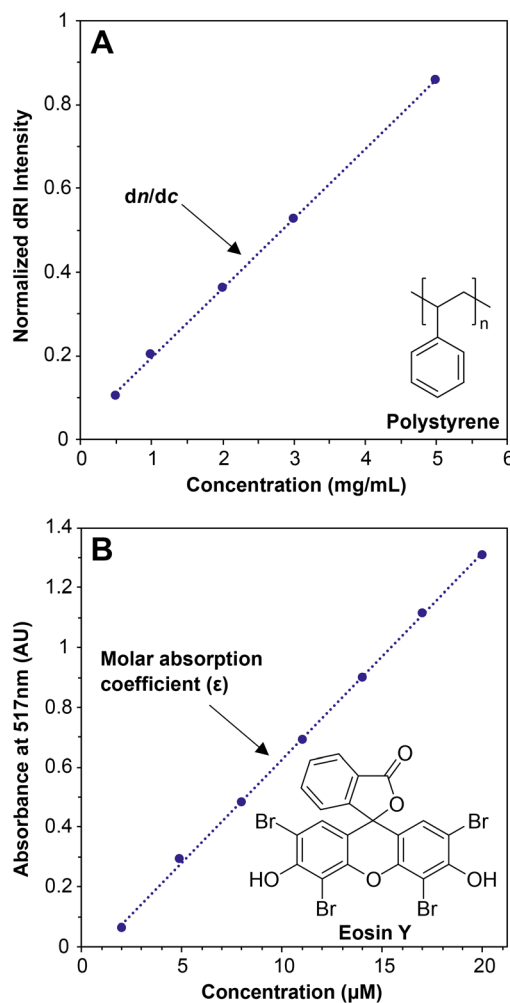 A
1
0.8
0.6
0.4
0.2
0
Normalized dRI Intensity
dn/dc
n
Polystyrene
1
2
3
4
5
6
Concentration (mg/mL)
B
1.4
1.2
1
0.8
0.6
0.4
0.2
0
Absorbance at 517nm (AU)
Molar absorption
coefficient (ε)
O
O
Br
Br
HO
O
OH
Br
Br
Eosin Y
0
5
10
15
20
Concentration (µM)